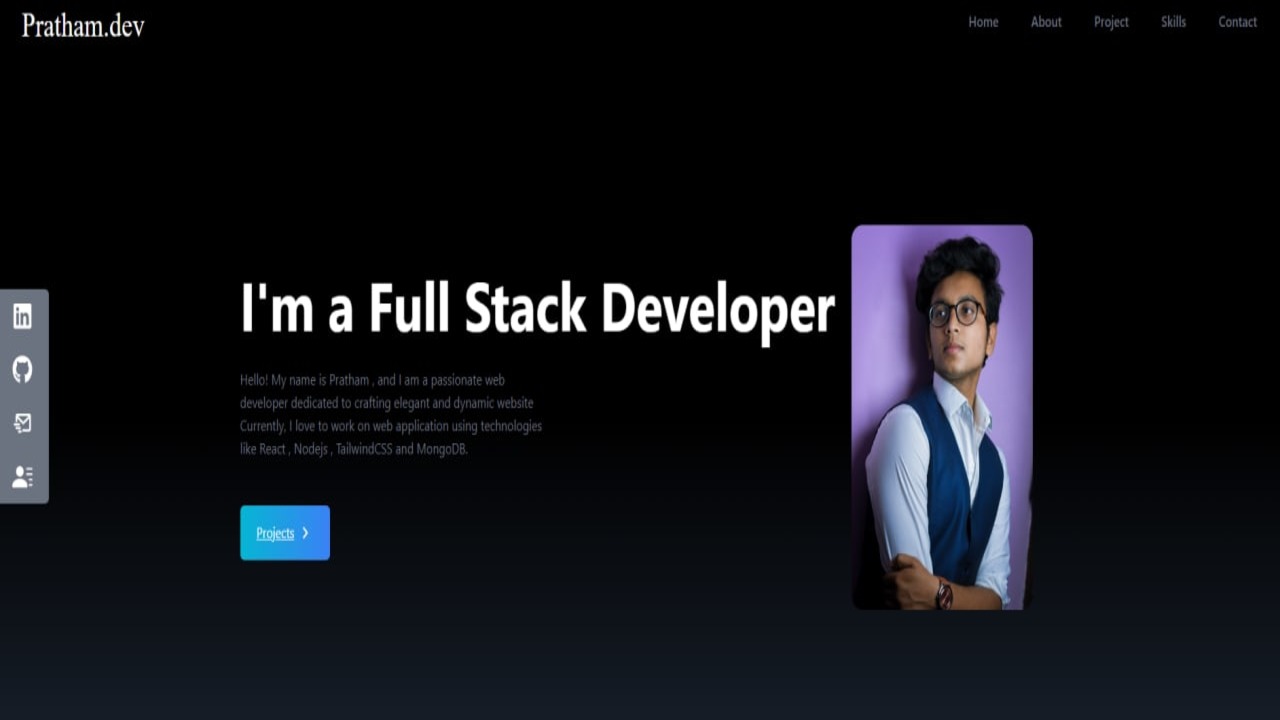 Pratham.dev
Home About Project Skills Contact
I'm a Full Stack Developer
Hello! My name is Pratham , and I am a passionate web
developer dedicated to crafting elegant and dynamic website
Currently, I love to work on web application using technologies
like React , Nodejs , TailwindCSS and MongoDB.
in
Projects